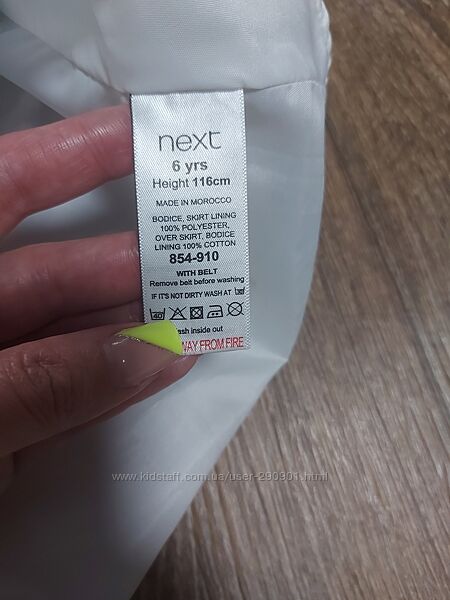 next
6 yrs
Height 116cm
MADE IN MOROCCO
BODICE, SKIRT LINING
100% POLYESTER,
OVER SKIRT, BODICE
LINING 100% COTTON
854-910
WITH BELT
Remove belt before washing
IF IT'S NOT DIRTY WASH AT
40
inside out
FROM FIRE
www.kidstaff.com.ua/user-290901.html